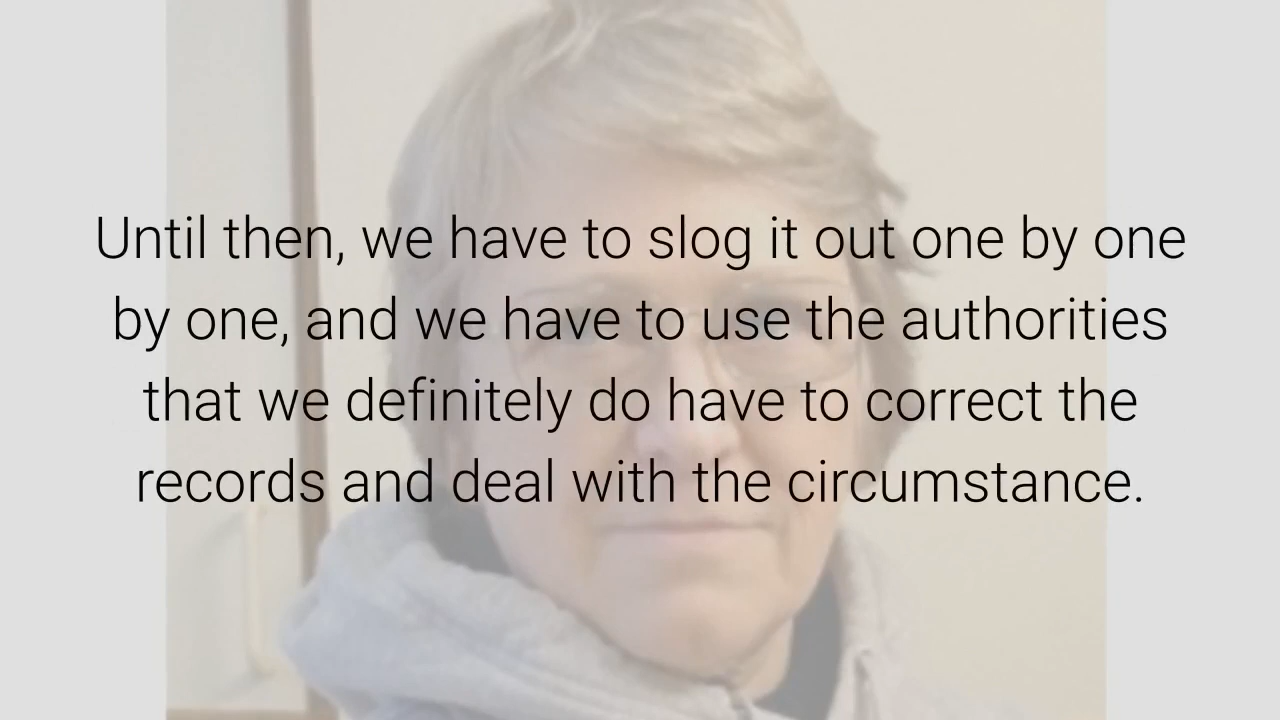 Until then, we have to slog it out one by one
by one, and we have to use the authorities
that we definitely do have to correct the
records and deal with the circumstance.